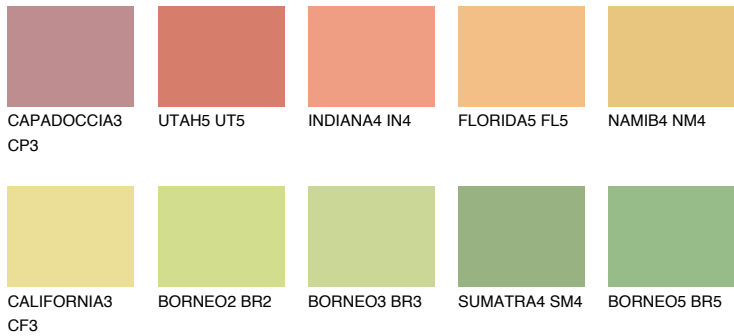 CAPADOCCIA3
CP3
UTAH5 UT5
INDIANA4 IN4
FLORIDA5 FL5
NAMIB4 NM4
CALIFORNIA3
CF3
BORNEO2 BR2
BORNEO3 BR3
SUMATRA4 SM4
BORNEO5 BR5